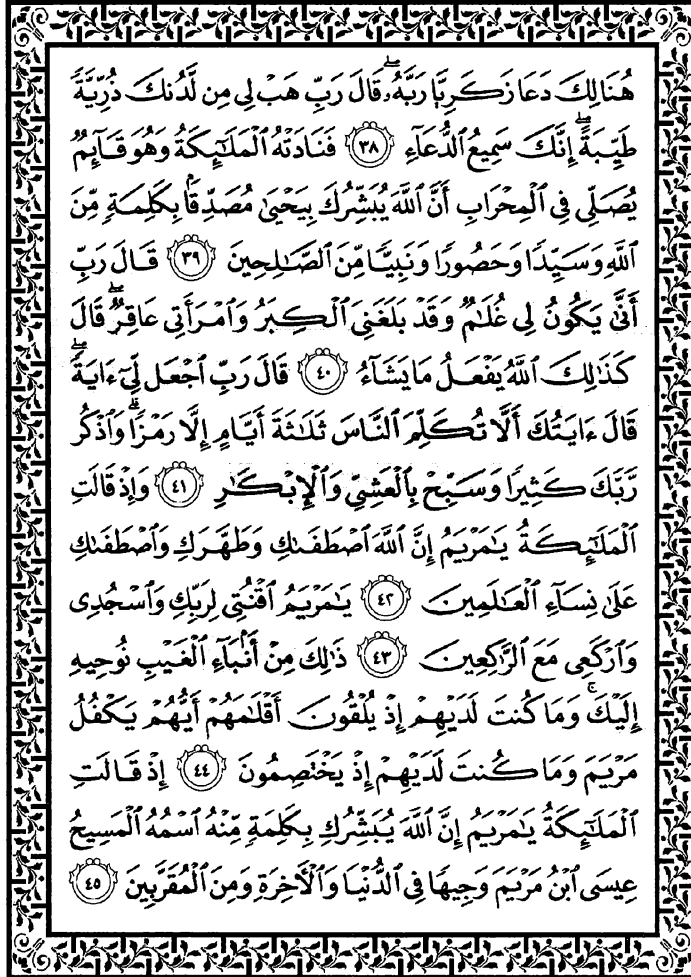 هُنَالِكَ دَعَا زَكَرِيَّا رَبَّهُۥۖ قَالَ رَبِّ هَبْ لِى مِن لَّدُنكَ ذُرِّيَّةً
طَيِّبَةًۖ إِنَّكَ سَمِيعُ ٱلدُّعَآءِ ٣٨ فَنَادَتْهُ ٱلْمَلَٰٓئِكَةُ وَهُوَ قَآئِمٌ
يُصَلِّى فِى ٱلْمِحْرَابِ أَنَّ ٱللَّهَ يُبَشِّرُكَ بِيَحْيَىٰ مُصَدِّقًۢا بِكَلِمَةٍ مِّنَ
ٱللَّهِ وَسَيِّدًا وَحَصُورًا وَنَبِيًّا مِّنَ ٱلصَّٰلِحِينَ ٣٩ قَالَ رَبِّ
أَنَّىٰ يَكُونُ لِى غُلَٰمٌ وَقَدْ بَلَغَنِىَ ٱلْكِبَرُ وَٱمْرَأَتِى عَاقِرٌۖ قَالَ
كَذَٰلِكَ ٱللَّهُ يَفْعَلُ مَا يَشَآءُ ٤٠ قَالَ رَبِّ ٱجْعَل لِّىٓ ءَايَةًۖ
قَالَ ءَايَتُكَ أَلَّا تُكَلِّمَ ٱلنَّاسَ ثَلَٰثَةَ أَيَّامٍ إِلَّا رَمْزًاۗ وَٱذْكُر
رَّبَّكَ كَثِيرًا وَسَبِّحْ بِٱلْعَشِىِّ وَٱلْإِبْكَٰرِ ٤١ وَإِذْ قَالَتِ
ٱلْمَلَٰٓئِكَةُ يَٰمَرْيَمُ إِنَّ ٱللَّهَ ٱصْطَفَىٰكِ وَطَهَّرَكِ وَٱصْطَفَىٰكِ
عَلَىٰ نِسَآءِ ٱلْعَٰلَمِينَ ٤٢ يَٰمَرْيَمُ ٱقْنُتِى لِرَبِّكِ وَٱسْجُدِى
وَٱرْكَعِى مَعَ ٱلرَّٰكِعِينَ ٤٣ ذَٰلِكَ مِنْ أَنۢبَآءِ ٱلْغَيْبِ نُوحِيهِ
إِلَيْكَۚ وَمَا كُنتَ لَدَيْهِمْ إِذْ يُلْقُونَ أَقْلَٰمَهُمْ أَيُّهُمْ يَكْفُلُ
مَرْيَمَ وَمَا كُنتَ لَدَيْهِمْ إِذْ يَخْتَصِمُونَ ٤٤ إِذْ قَالَتِ
ٱلْمَلَٰٓئِكَةُ يَٰمَرْيَمُ إِنَّ ٱللَّهَ يُبَشِّرُكِ بِكَلِمَةٍ مِّنْهُ ٱسْمُهُ ٱلْمَسِيحُ
عِيسَى ٱبْنُ مَرْيَمَ وَجِيهًا فِى ٱلدُّنْيَا وَٱلْءَاخِرَةِ وَمِنَ ٱلْمُقَرَّبِينَ ٤٥